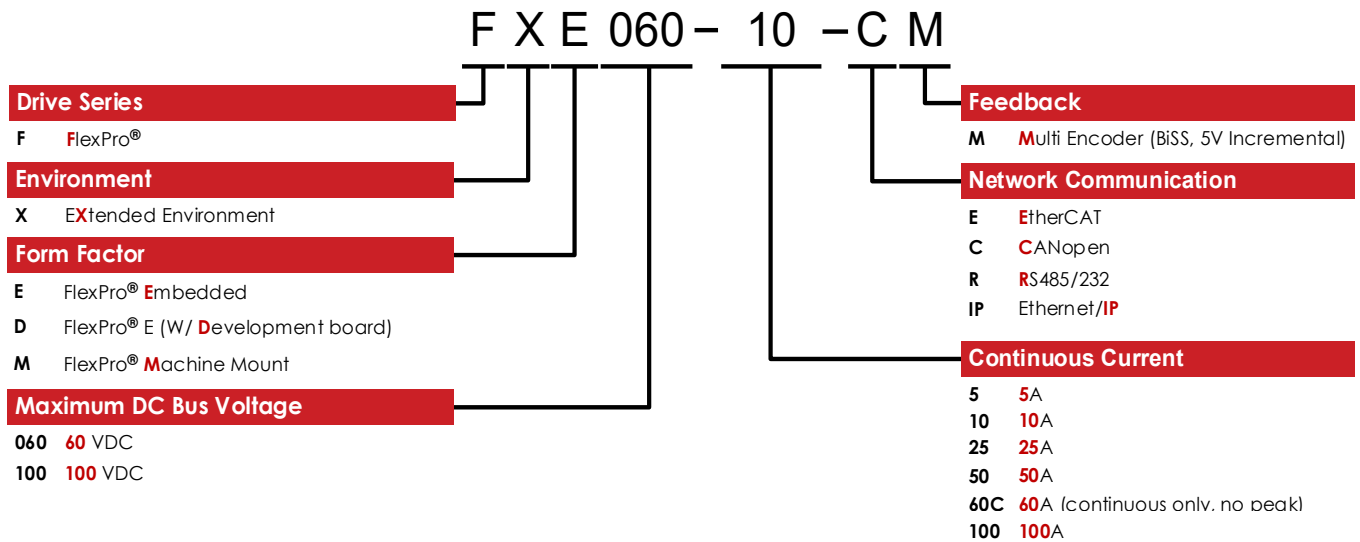 F X E 060 – 10 – C M
Drive Series
F FlexPro®
Environment
X EXtended Environment
Form Factor
E FlexPro® Embedded
D FlexPro® E (W/ Development board)
M FlexPro® Machine Mount
Maximum DC Bus Voltage
060 60 VDC
100 100 VDC
Feedback
M Multi Encoder (BiSS, 5V Incremental)
Network Communication
E EtherCAT
C CANopen
R RS485/232
IP Ethernet/IP
Continuous Current
5 5A
10 10A
25 25A
50 50A
60C 60A (continuous only, no peak)
100 100A